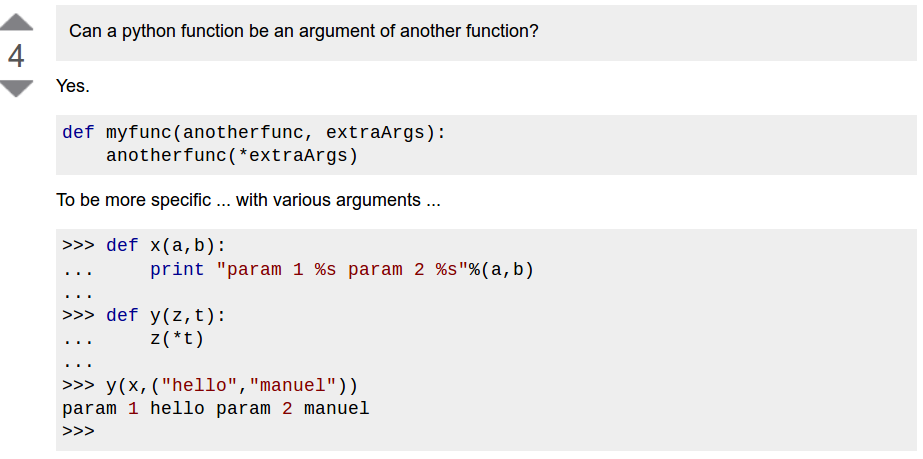 4
Can a python function be an argument of another function?
Yes.
def myfunc(anotherfunc, extraArgs):
    anotherfunc(*extraArgs)
To be more specific ... with various arguments ...
>>> def x(a,b):
...     print "param 1 %s param 2 %s"%(a,b)
...
>>> def y(z,t):
...     z(*t)
...
>>> y(x,("hello","manuel"))
param 1 hello param 2 manuel
>>>